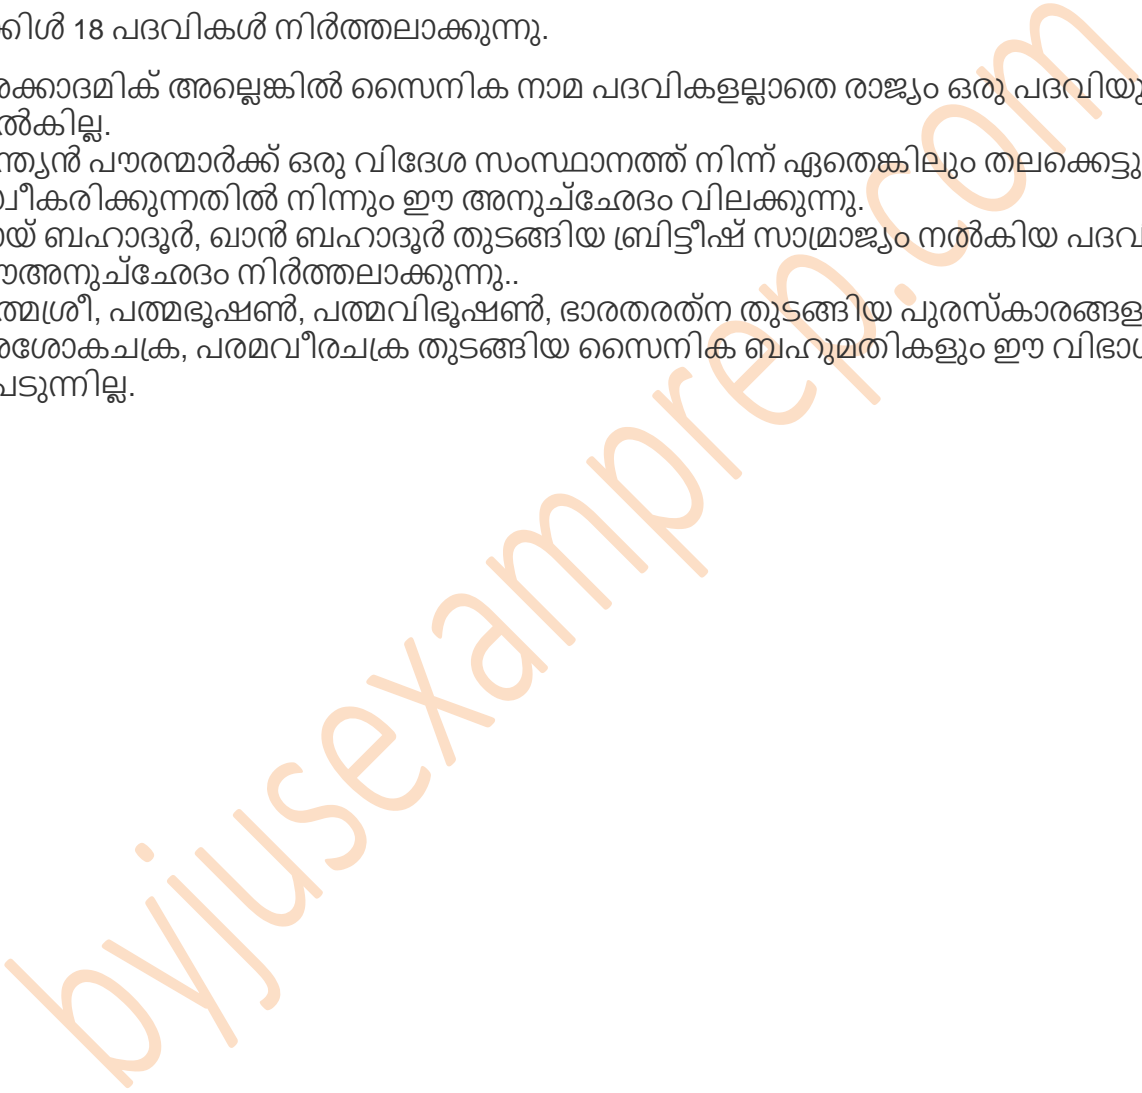 ക്കിൾ 18 പദവികൾ നിർത്തലാക്കുന്നു.
ക്കാദമിക് അല്ലെങ്കിൽ സൈനിക നാമ പദവികളല്ലാതെ രാജ്യം ഒരു പദവിയു
ൽകില്ല.
ന്ത്യൻ പൗരന്മാർക്ക് ഒരു വിദേശ സംസ്ഥാനത്ത് നിന്ന് ഏതെങ്കിലും തലക്കെട്ടു
വീകരിക്കുന്നതിൽ നിന്നും ഈ അനുച്ഛേദം വിലക്കുന്നു.
യ് ബഹാദൂർ, ഖാൻ ബഹാദൂർ തുടങ്ങിയ ബ്രിട്ടീഷ് സാമ്രാജ്യം നൽകിയ പദവ
അനുച്ഛേദം നിർത്തലാക്കുന്നു..
ത്മശ്രീ, പത്മഭൂഷൺ, പത്മവിഭൂഷൺ, ഭാരതരത്ന തുടങ്ങിയ പുരസ്കാരങ്ങള
ശോകചക്ര, പരമവീരചക്ര തുടങ്ങിയ സൈനിക ബഹുമതികളും ഈ വിഭാഗ
പെടുന്നില്ല.
byjusexamprep.com